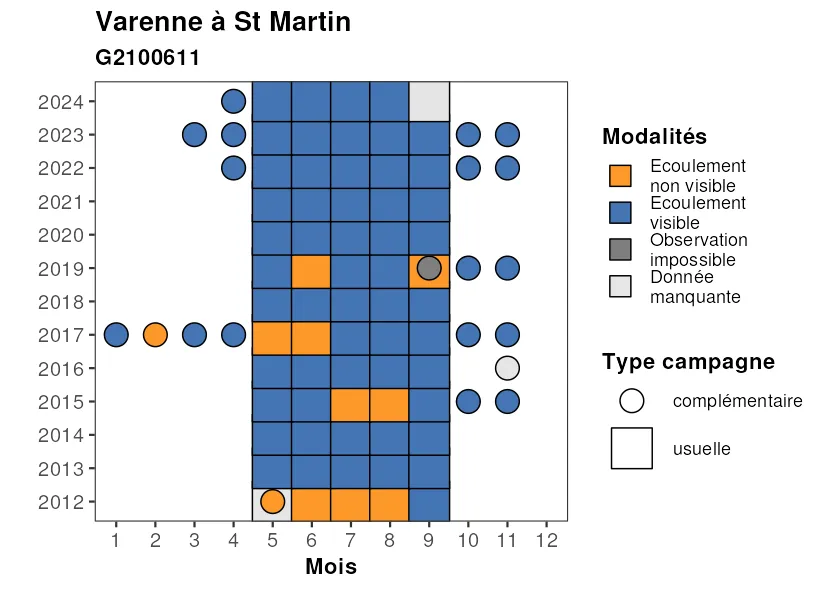 Varenne à St Martin
G2100611
2024
2023
2022
2021
2020
2019
2018
2017
2016
2015
2014
2013
2012
1 2 3 4 5 6 7 8 9 10 11 12
Mois
Modalités
Ecoulement
non visible
Ecoulement
visible
Observation
impossible
Donnée
manquante
Type campagne
complémentaire
usuelle